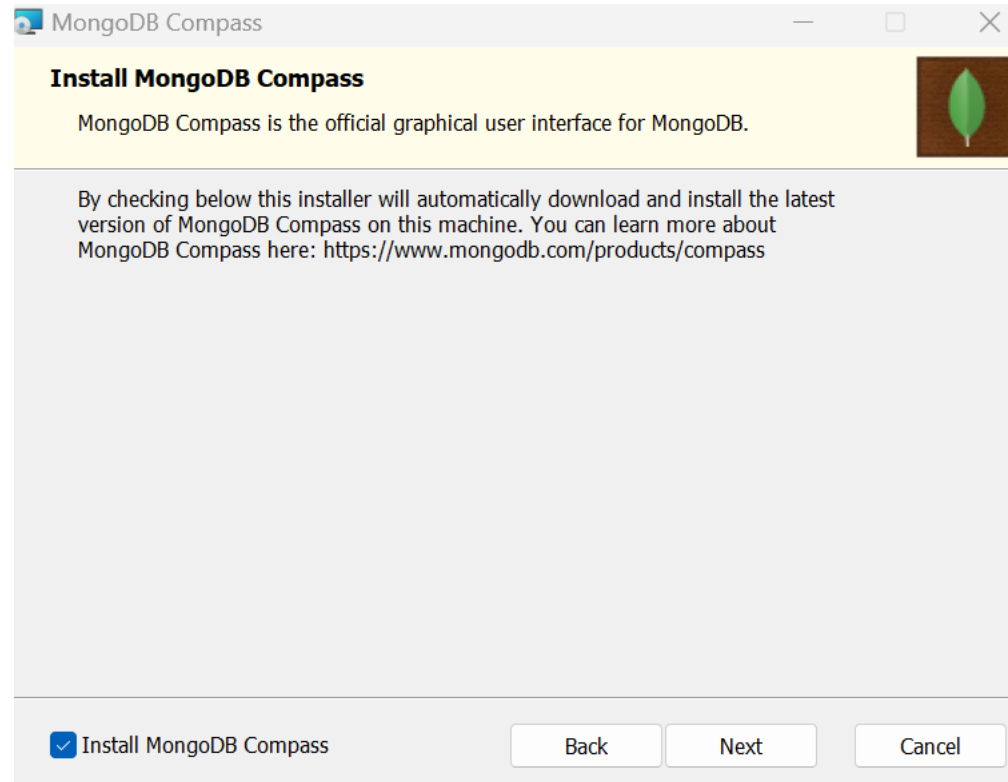 MongoDB Compass
Install MongoDB Compass
MongoDB Compass is the official graphical user interface for MongoDB.
By checking below this installer will automatically download and install the latest
version of MongoDB Compass on this machine. You can learn more about
MongoDB Compass here: https://www.mongodb.com/products/compass
Install MongoDB Compass
Back
Next
Cancel